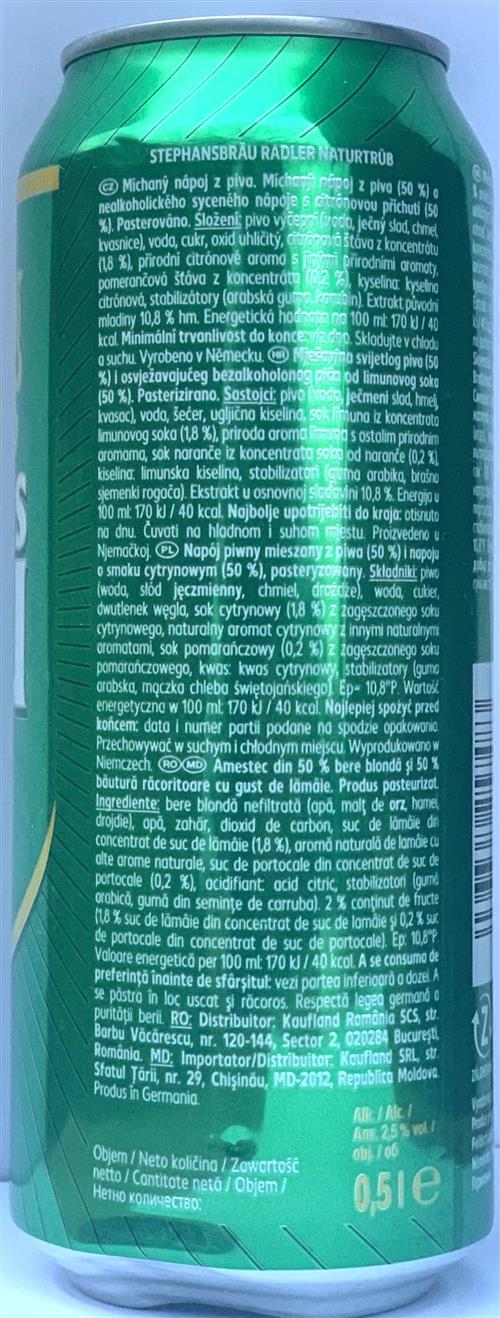 STEPHANSBRÄU RADLER NATURTRÜB
CZ Míchaný nápoj z piva. Míchaný nápoj z piva (50 %) a
nealkoholického syceného nápoje s citrónovou příchutí (50
%). Pasterováno. Složení: pivo výčepní (voda, ječný slad, chmel,
kvasnice), voda, cukr, oxid uhličitý, citrónová šťáva z koncentrátu
(1,8 %), přírodní citrónové aroma s jinými přírodními aromaty,
pomerančová šťáva z koncentrátu (0,2 %), kyselina: kyselina
citrónová, stabilizátory (arabská guma, karubin). Extrakt původní
mladiny 10,8 % hm. Energetická hodnota na 100 ml: 170 kJ / 40
kcal. Minimální trvanlivost do konce: viz dno. Skladujte v chladu
a suchu. Vyrobeno v Německu. HR Mješavina svijetlog piva (50
%) i osvježavajućeg bezalkoholnog pića od limunovog soka
(50 %). Pasterizirano. Sastojci: pivo (voda, ječmeni slad, hmelj,
kvasac), voda, šećer, ugljična kiselina, sok limuna iz koncentrata
limunovog soka (1,8 %), priroda aroma limuna s ostalim prirodnim
aromama, sok naranče iz koncentrata soka od naranče (0,2 %),
kiselina: limunska kiselina, stabilizatori (guma arabika, brašno
sjemenki rogača). Ekstrakt u osnovnoj sladovini 10,8 %. Energija u
100 ml: 170 kJ / 40 kcal. Najbolje upotrijebiti do kraja: otisnuto
na dnu. Čuvati na hladnom i suhom mjestu. Proizvedeno u
Njemačkoj. PL Napój piwny mieszany z piwa (50 %) i napoju
o smaku cytrynowym (50 %), pasteryzowany. Składniki: piwo
(woda, słód jęczmienny, chmiel, drożdże), woda, cukier,
dwutlenek węgla, sok cytrynowy (1,8 %) z zagęszczonego soku
cytrynowego, naturalny aromat cytrynowy z innymi naturalnymi
aromatami, sok pomarańczowy (0,2 %) z zagęszczonego soku
pomarańczowego, kwas: kwas cytrynowy, stabilizatory (guma
arabska, mączka chleba świętojańskiego). Ep= 10,8°P. Wartość
energetyczna w 100 ml: 170 kJ / 40 kcal. Najlepiej spożyć przed
końcem: data i numer partii podane na spodzie opakowania.
Przechowywać w suchym i chłodnym miejscu. Wyprodukowano w
Niemczech. RO MD Amestec din 50 % bere blondă și 50 %
băutură răcoritoare cu gust de lămâie. Produs pasteurizat.
Ingrediente: bere blondă nefiltrată (apă, malț de orz, hamei,
drojdie), apă, zahăr, dioxid de carbon, suc de lămâie din
concentrat de suc de lămâie (1,8 %), aromă naturală de lamâie cu
alte arome naturale, suc de portocale din concentrat de suc de
portocale (0,2 %), acidifiant: acid citric, stabilizatori (gumă
arabică, gumă din seminţe de carruba). 2 % conținut de fructe
(1,8 % suc de lămâie din concentrat de suc de lamâie și 0,2 % suc
de portocale din concentrat de suc de portocale). Ep: 10,8°P.
Valoare energetică per 100 ml: 170 kJ / 40 kcal. A se consuma de
preferință înainte de sfârșitul: vezi partea inferioară a dozei. A
se păstra în loc uscat și răcoros. Respectă legea germană a
purității berii. RO: Distribuitor: Kaufland România SCS, str.
Barbu Văcărescu, nr. 120-144, Sector 2, 020284 București,
România. MD: Importator/Distribuitor: Kaufland SRL, str.
Sfatul Țării, nr. 29, Chișinău, MD-2012, Republica Moldova.
Produs în Germania.
Alk. / Alc. /
Алк. 2,5 % vol. /
obj. / об
Objem / Neto količina / Zawartość
netto / Cantitate netă / Objem /
Нетно количество:
0,5 l e